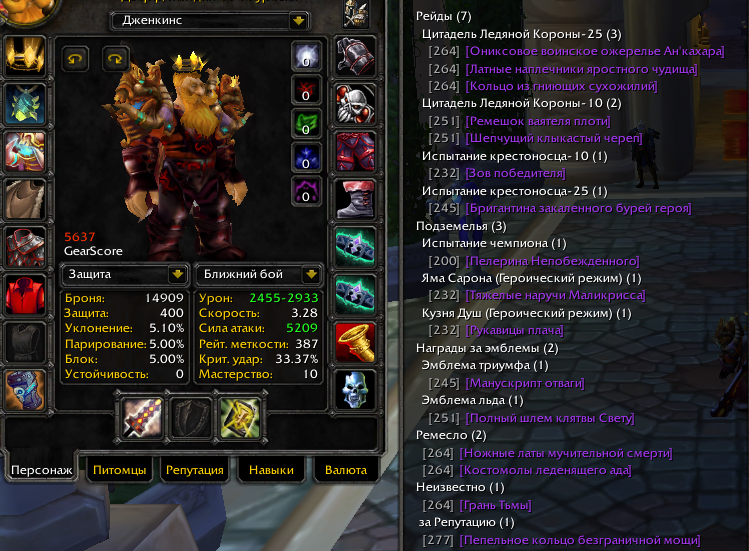 Дженкинс
0
0
0
0
0
5637
GearScore
Защита
Ближний бой
Броня: 14909
Защита: 400
Уклонение: 5.10%
Парирование: 5.00%
Блок: 5.00%
Устойчивость: 0
Урон: 2455-2933
Скорость: 3.28
Сила атаки: 5209
Рейт. меткости: 387
Крит. удар: 33.37%
Мастерство: 10
Персонаж
Питомцы
Репутация
Навыки
Валюта
Рейды (7)
Цитадель Ледяной Короны-25 (3)
[264] [Ониксовое воинское ожерелье Ан'кахара]
[264] [Латные наплечники яростного чудища]
[264] [Кольцо из гниющих сухожилий]
Цитадель Ледяной Короны-10 (2)
[251] [Ремешок ваятеля плоти]
[251] [Шепчущий клыкастый череп]
Испытание крестоносца-10 (1)
[232] [Зов победителя]
Испытание крестоносца-25 (1)
[245] [Бригантина закаленного бурей героя]
Подземелья (3)
Испытание чемпиона (1)
[200] [Пелерина Непобежденного]
Яма Сарона (Героический режим) (1)
[232] [Тяжелые наручи Маликрисса]
Кузня Душ (Героический режим) (1)
[232] [Рукавицы плача]
Награды за эмблемы (2)
Эмблема триумфа (1)
[245] [Манускрипт отваги]
Эмблема льда (1)
[251] [Полный шлем клятвы Свету]
Ремесло (2)
[264] [Ножные латы мучительной смерти]
[264] [Костомолы леденящего ада]
Неизвестно (1)
[264] [Грань Тьмы]
за Репутацию (1)
[277] [Пепельное кольцо безграничной мощи]